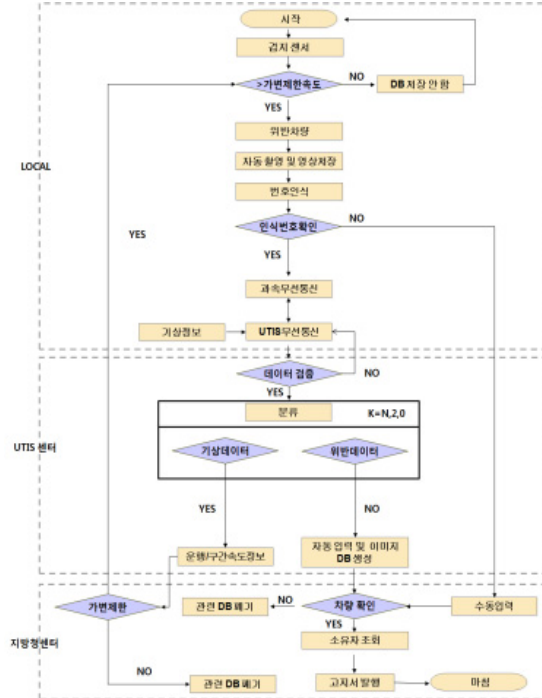 시작
검지 센서
>가변제한속도
NO
DB 저장 안 함
YES
위반차량
자동 촬영 및 영상저장
LOCAL
번호인식
NO
인식번호확인
YES
YES
과속무선통신
기상정보
UTIS무선통신
데이터 검증
NO
YES
분류
K=N,2,0
UTIS 센터
기상데이터
위반데이터
YES
NO
운행/구간속도정보
자동 입력 및 이미지
DB 생성
가변제한
관련 DB 폐기
NO
차량 확인
수동입력
지방청센터
YES
소유자 조회
NO
관련 DB 폐기
고지서 발행
마침